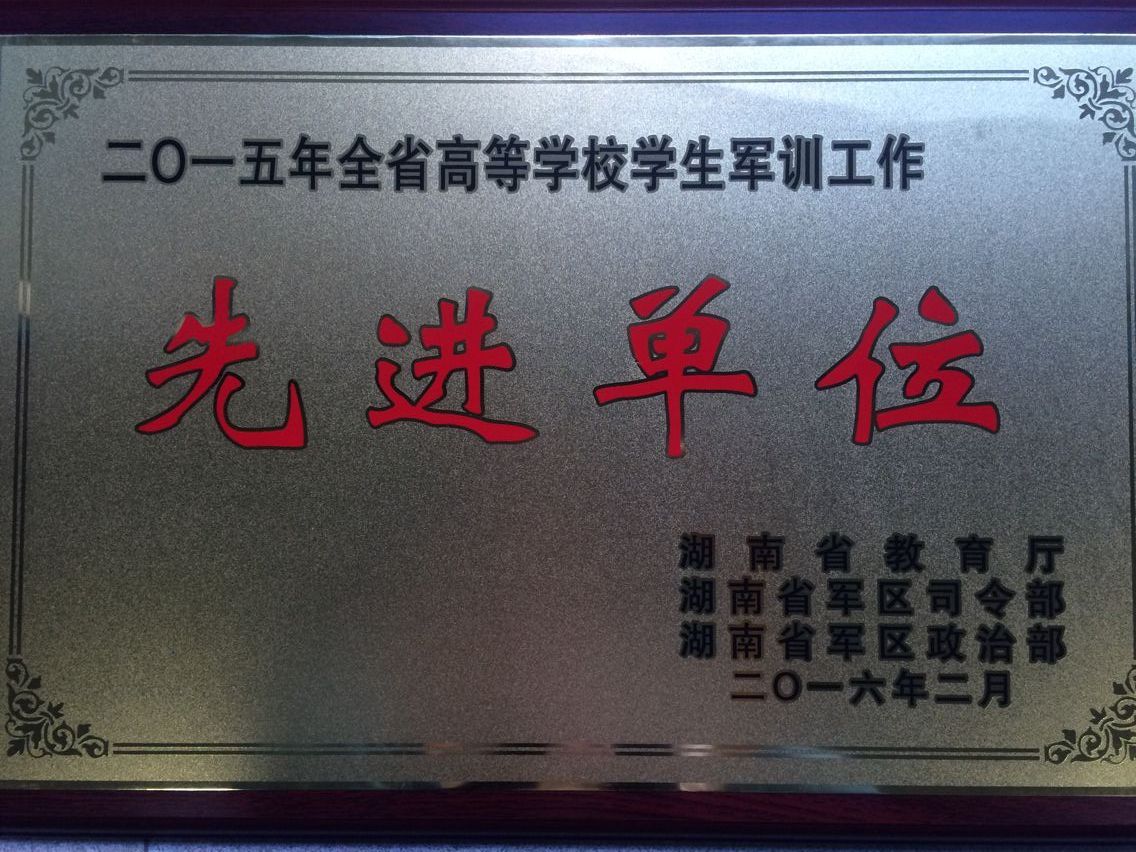 二〇一五年全省高等学校学生军训工作
先进单位
湖南省教育厅
湖南省军区司令部
湖南省军区政治部
二〇一六年二月